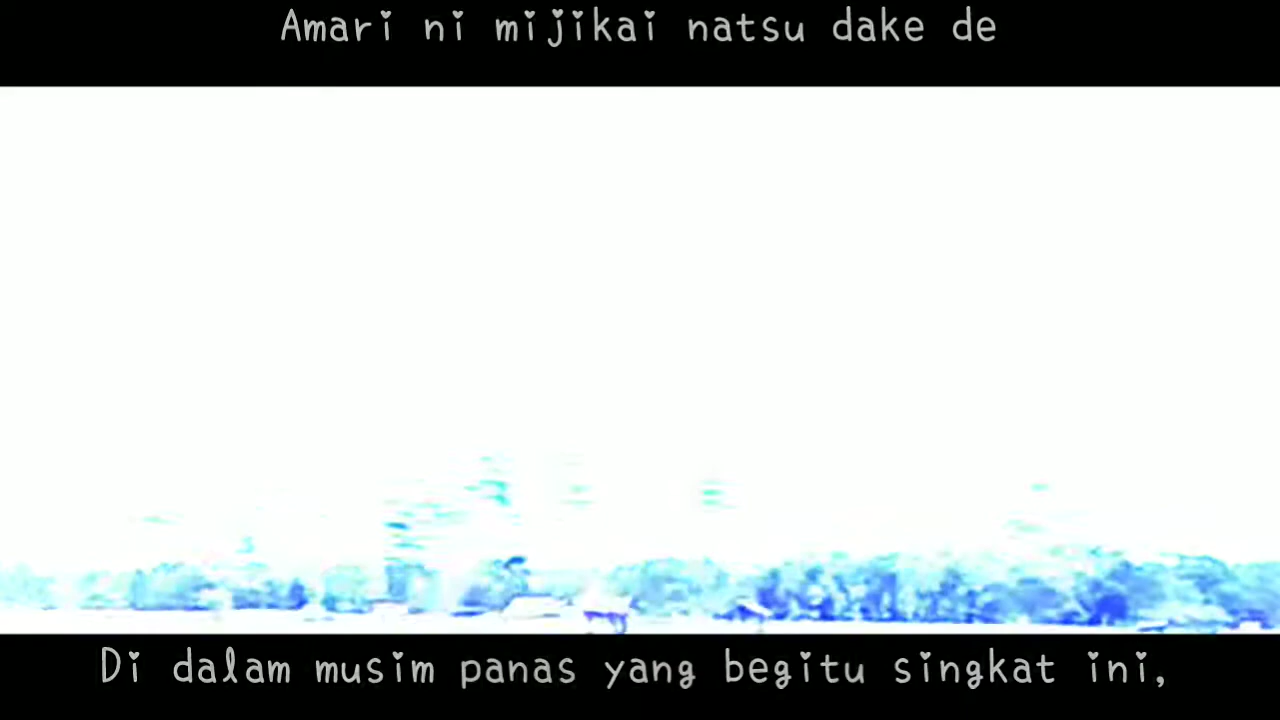 Amari ni mijikai natsu dake de
Di dalam musim panas yang begitu singkat ini,